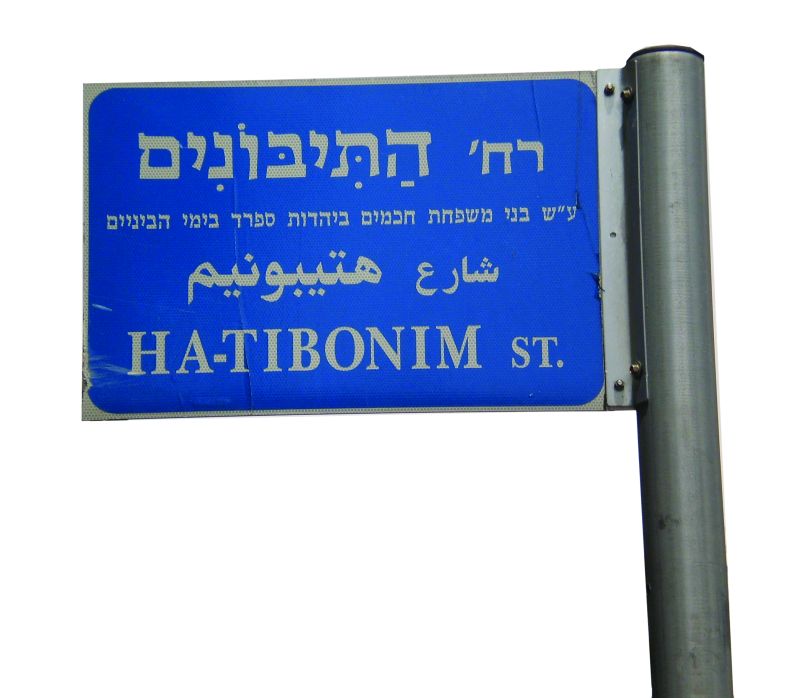 רח' הַתִּיבּוֹנִים
ע"ש בני משפחת חכמים ביהדות ספרד בימי הביניים
شارع هتيبونيم
HA-TIBONIM ST.